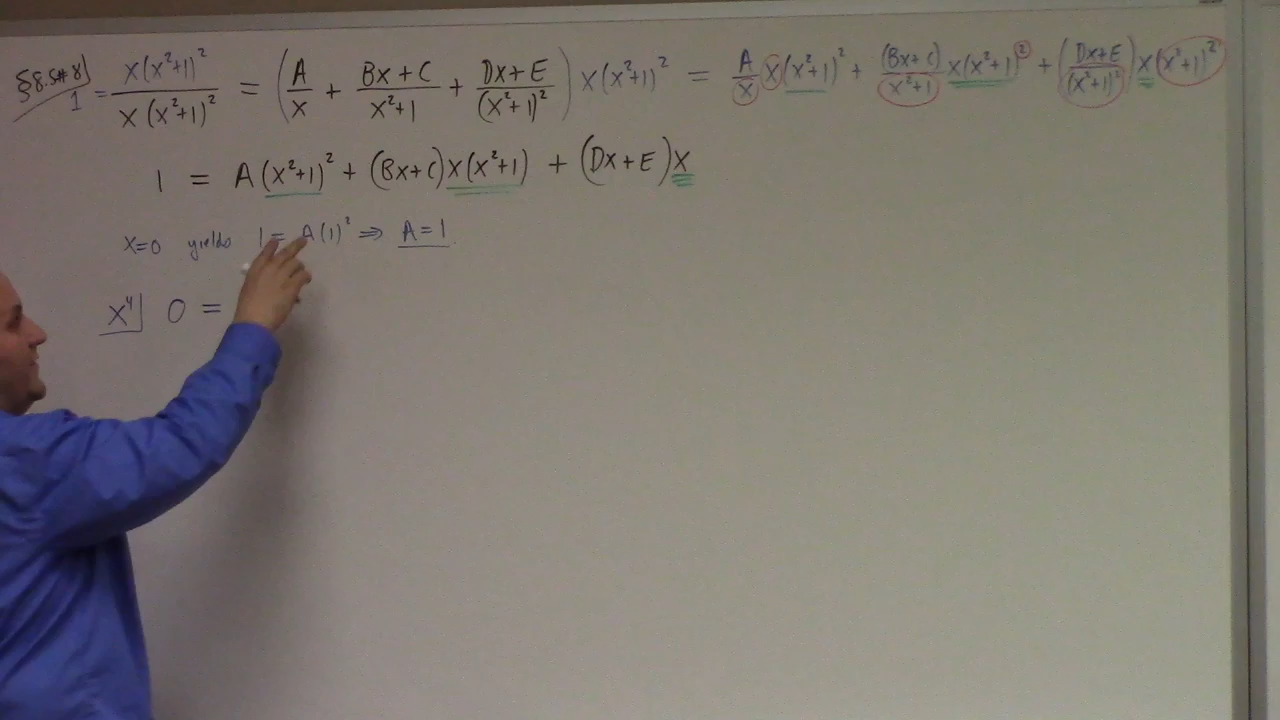 §8.5#8] 1 = x(x²+1)² / x(x²+1)² = (A/x + Bx+C/x²+1 + Dx+E/(x²+1)²) x(x²+1)² = A/x x(x²+1)² + (Bx+C)/x²+1 x(x²+1)² + (Dx+E/(x²+1)²) x(x²+1)²
1 = A(x²+1)² + (Bx+C)x(x²+1) + (Dx+E)x
x=0 yields 1 = A(1)² ⇒ A=1
x⁴] 0 =